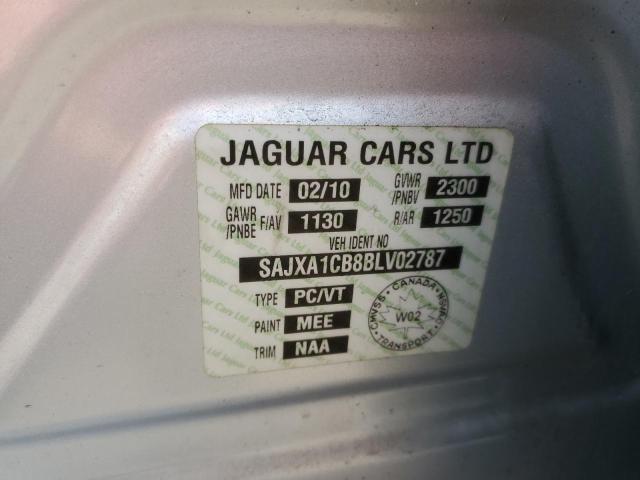 JAGUAR CARS LTD
MFD DATE 02/10 GVWR /PNBV 2300
GAWR /PNBE F/AV 1130 R/AR 1250
VEH IDENT NO
SAJXA1CB8BLV02787
TYPE PC/VT
PAINT MEE
TRIM NAA
CANADA
CMVSS W02 NSVAC
TRANSPORT